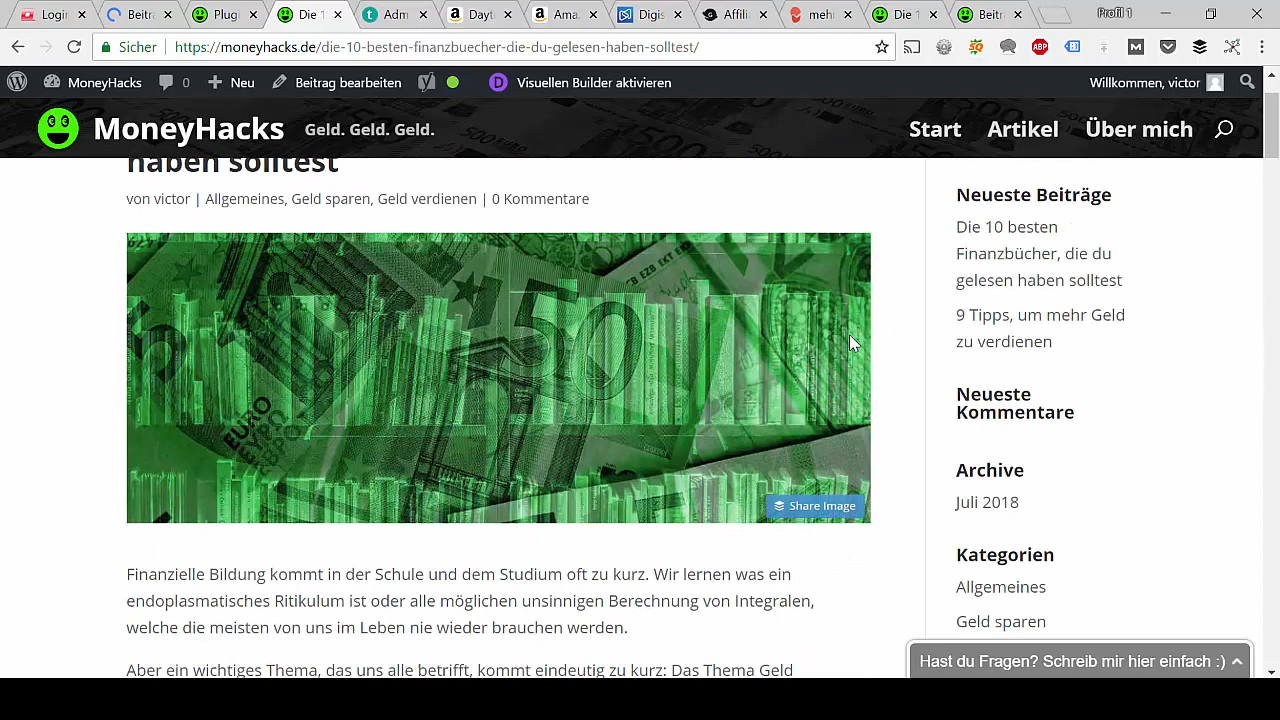 Login
Beitra
Plugi
Die 1
Adm
Dayt
Ama
Digis
Affili
mehr
Die 1
Beitr
Profil 1
Sicher
https://moneyhacks.de/die-10-besten-finanzbuecher-die-du-gelesen-haben-solltest/
ABP
MoneyHacks
0
Neu
Beitrag bearbeiten
D
Visuellen Builder aktivieren
Willkommen, victor
MoneyHacks
Geld. Geld. Geld.
Start
Artikel
Über mich
haben solltest
von victor | Allgemeines, Geld sparen, Geld verdienen | 0 Kommentare
50
EURO
Share Image
Finanzielle Bildung kommt in der Schule und dem Studium oft zu kurz. Wir lernen was ein
endoplasmatisches Ritikulum ist oder alle möglichen unsinnigen Berechnung von Integralen,
welche die meisten von uns im Leben nie wieder brauchen werden.
Aber ein wichtiges Thema, das uns alle betrifft, kommt eindeutig zu kurz: Das Thema Geld
Neueste Beiträge
Die 10 besten
Finanzbücher, die du
gelesen haben solltest
9 Tipps, um mehr Geld
zu verdienen
Neueste
Kommentare
Archive
Juli 2018
Kategorien
Allgemeines
Geld sparen
Hast du Fragen? Schreib mir hier einfach :)